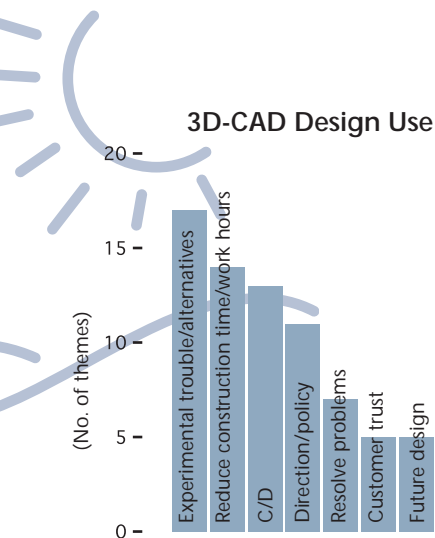 3D-CAD Design Use
20
15
10
5
0
(No. of themes)
Experimental trouble/alternatives
Reduce construction time/work hours
C/D
Direction/policy
Resolve problems
Customer trust
Future design